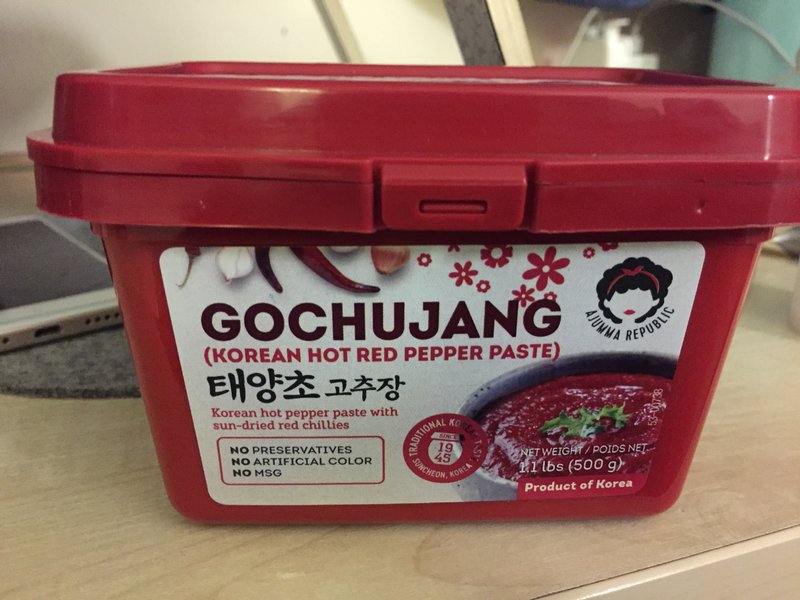 GOCHUJANG
(KOREAN HOT RED PEPPER PASTE)
태양초 고추장
Korean hot pepper paste with
sun-dried red chillies
NO PRESERVATIVES
NO ARTIFICIAL COLOR
NO MSG
AJUMMA REPUBLIC
TRADITIONAL
SINCE
19
45
SUNCHEON, KOREA
NET WEIGHT / POIDS NET
1.1 lbs (500 g)
Product of Korea